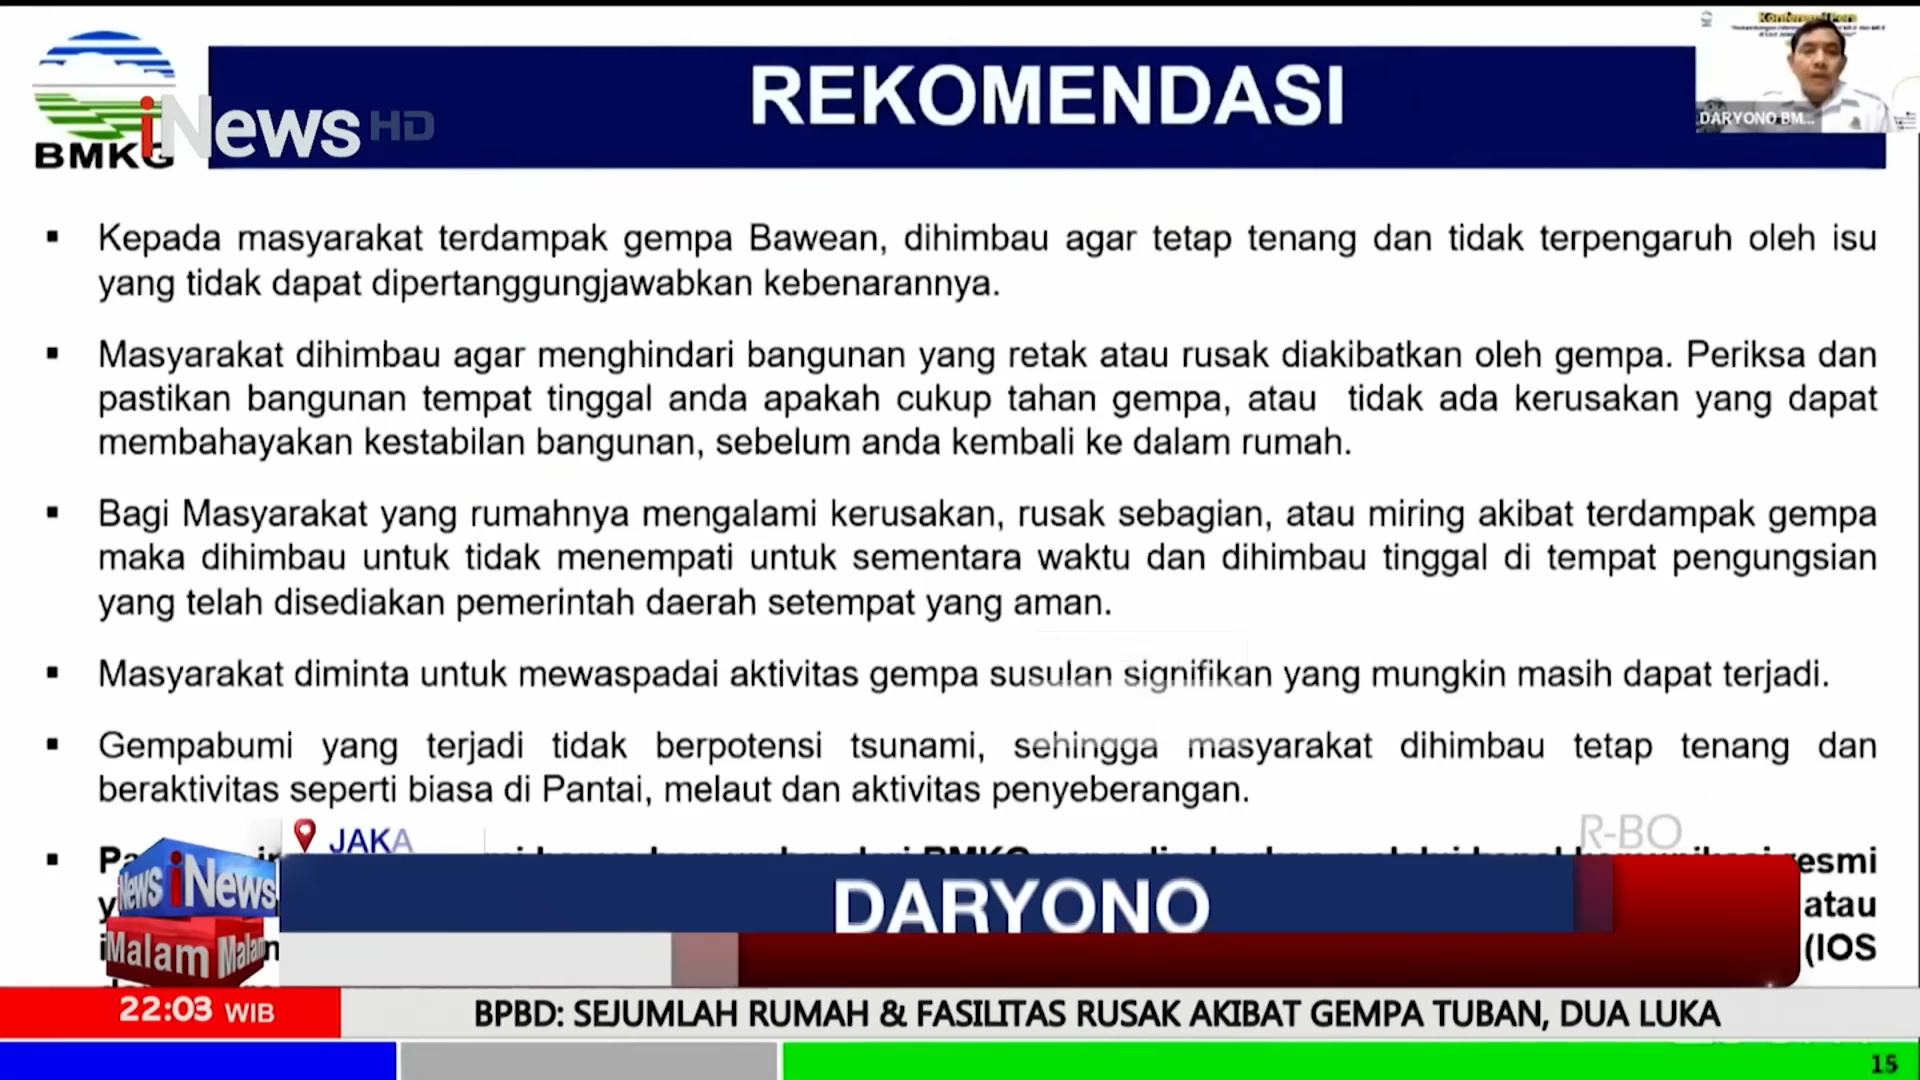 Konferensi Pers
BMKG
iNews HD
REKOMENDASI
DARYONO BM...
▪ Kepada masyarakat terdampak gempa Bawean, dihimbau agar tetap tenang dan tidak terpengaruh oleh isu
yang tidak dapat dipertanggungjawabkan kebenarannya.
▪ Masyarakat dihimbau agar menghindari bangunan yang retak atau rusak diakibatkan oleh gempa. Periksa dan
pastikan bangunan tempat tinggal anda apakah cukup tahan gempa, atau tidak ada kerusakan yang dapat
membahayakan kestabilan bangunan, sebelum anda kembali ke dalam rumah.
▪ Bagi Masyarakat yang rumahnya mengalami kerusakan, rusak sebagian, atau miring akibat terdampak gempa
maka dihimbau untuk tidak menempati untuk sementara waktu dan dihimbau tinggal di tempat pengungsian
yang telah disediakan pemerintah daerah setempat yang aman.
▪ Masyarakat diminta untuk mewaspadai aktivitas gempa susulan signifikan yang mungkin masih dapat terjadi.
▪ Gempabumi yang terjadi tidak berpotensi tsunami, sehingga masyarakat dihimbau tetap tenang dan
beraktivitas seperti biasa di Pantai, melaut dan aktivitas penyeberangan.
JAKA
R-BO
resmi
atau
(IOS
News iNews
Malam Malam
DARYONO
22:03 WIB
BPBD: SEJUMLAH RUMAH & FASILITAS RUSAK AKIBAT GEMPA TUBAN, DUA LUKA
15